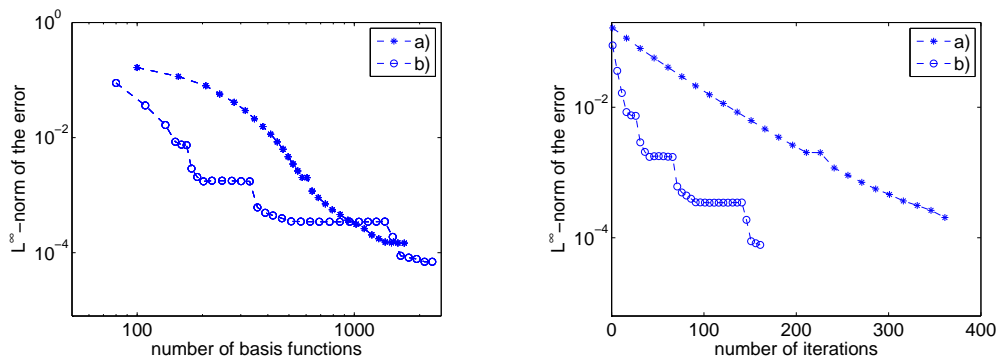 10^0
10^-2
10^-4
L^∞-norm of the error
100
1000
number of basis functions
a)
b)
10^-2
10^-4
L^∞-norm of the error
0
100
200
300
400
number of iterations
a)
b)